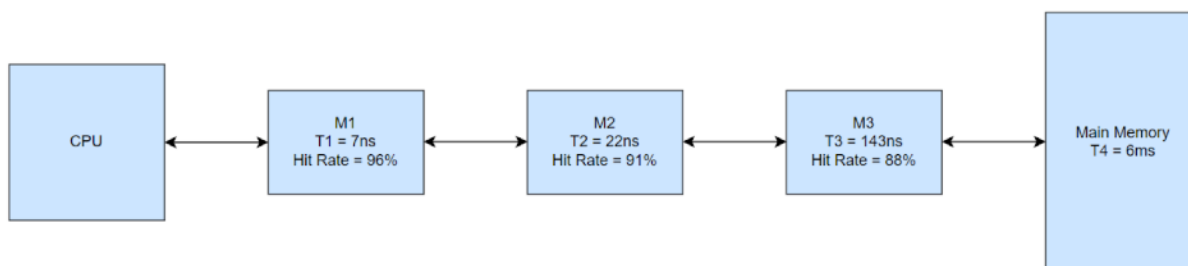 CPU
M1
T1 = 7ns
Hit Rate = 96%
M2
T2 = 22ns
Hit Rate = 91%
M3
T3 = 143ns
Hit Rate = 88%
Main Memory
T4 = 6ms